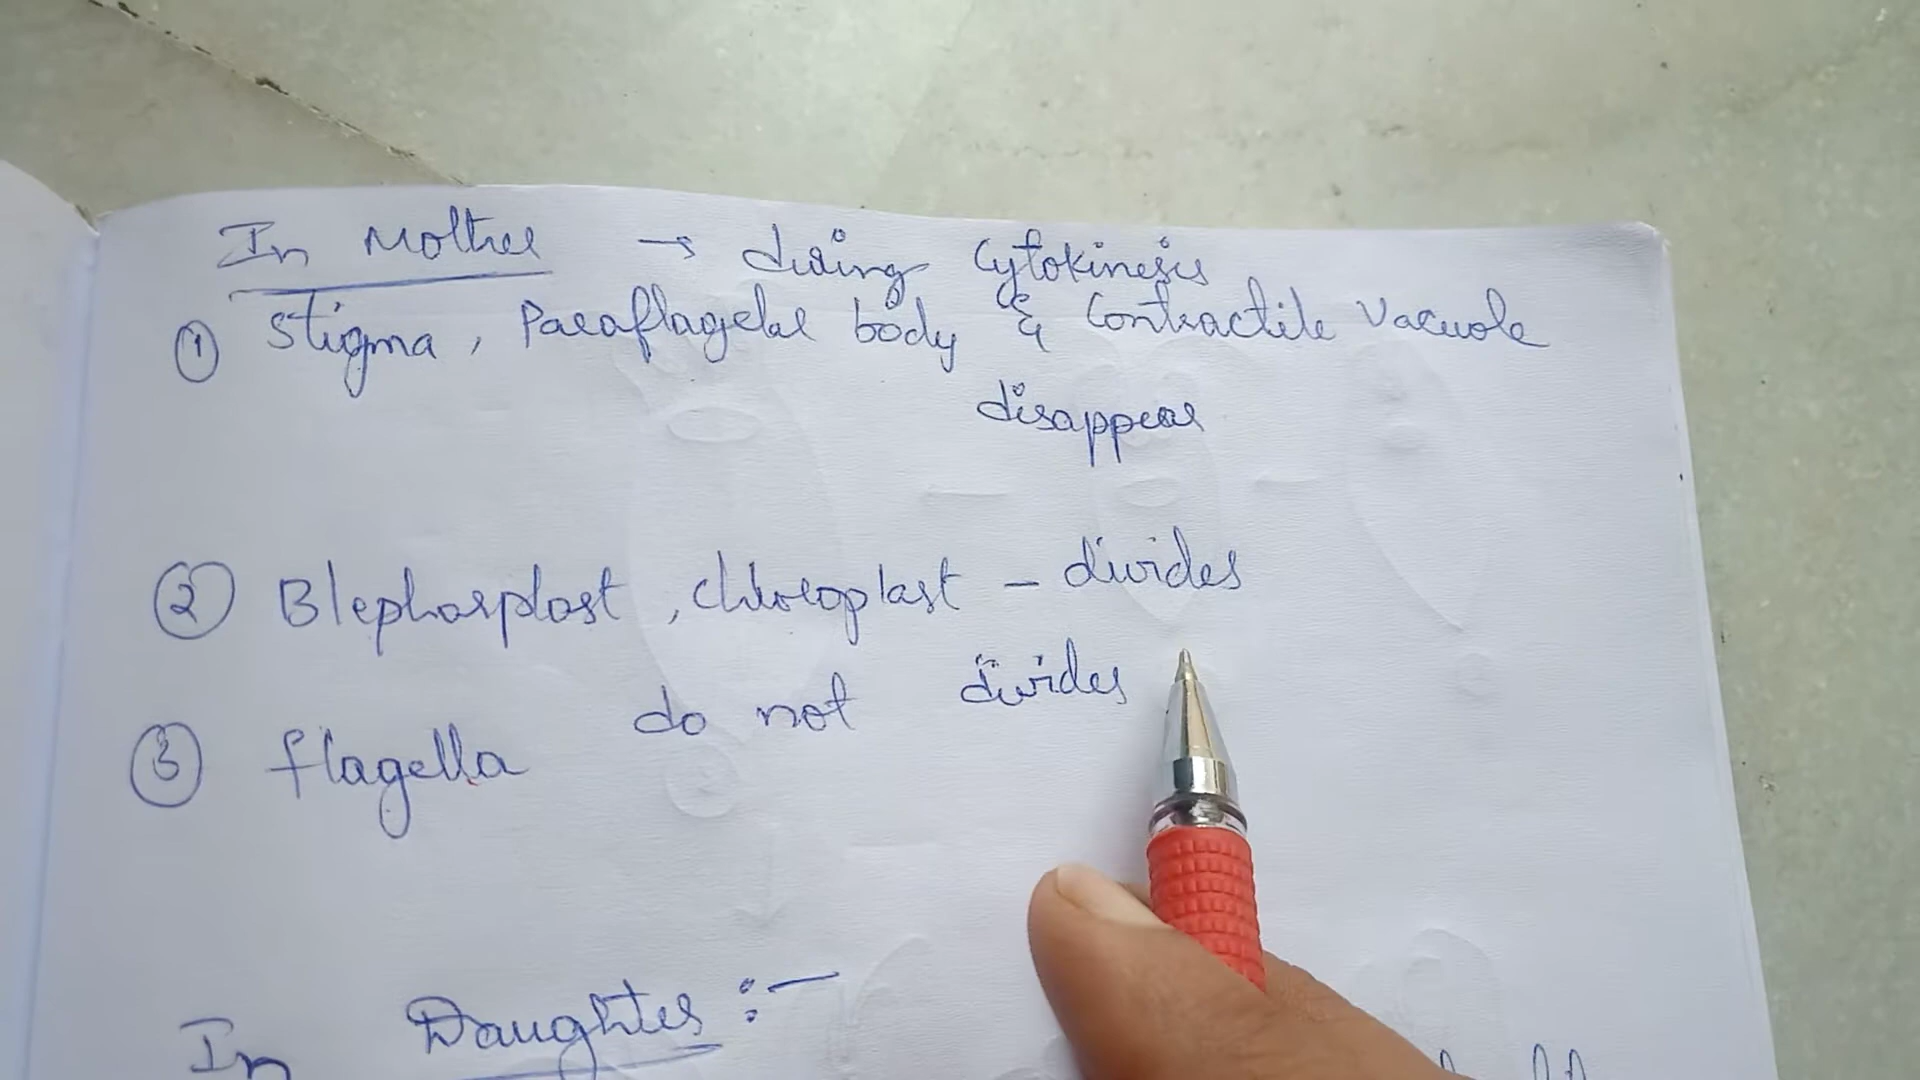 In Mother → during Cytokinesis
① Stigma, Paraflagelar body & Contractile Vacuole
disappear
② Blepharplast, chloroplast - divides
③ flagella do not divides
In Daughter :-